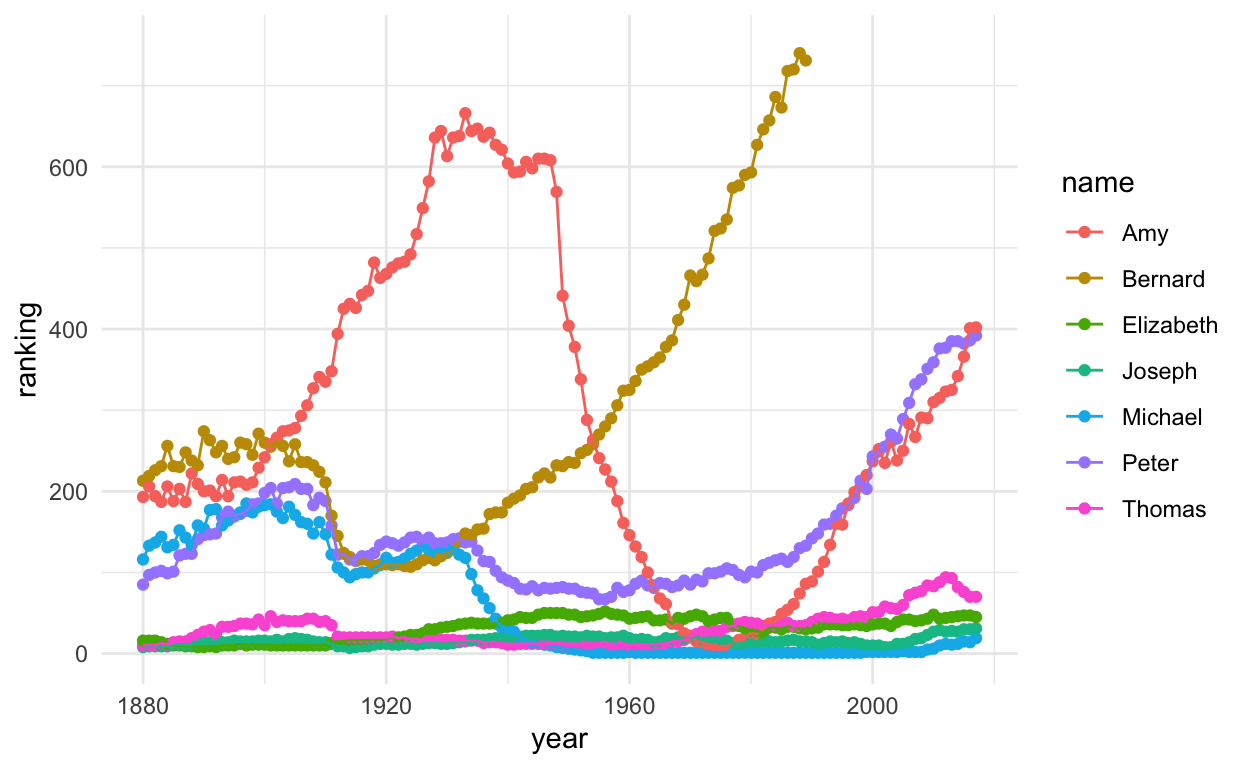 600
400
200
0
ranking
1880
1920
1960
2000
year
name
Amy
Bernard
Elizabeth
Joseph
Michael
Peter
Thomas